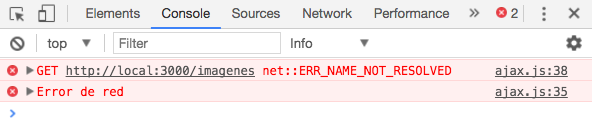 Elements Console Sources Network Performance » 2
top Filter Info
GET http://local:3000/imagenes net::ERR_NAME_NOT_RESOLVED ajax.js:38
Error de red ajax.js:35